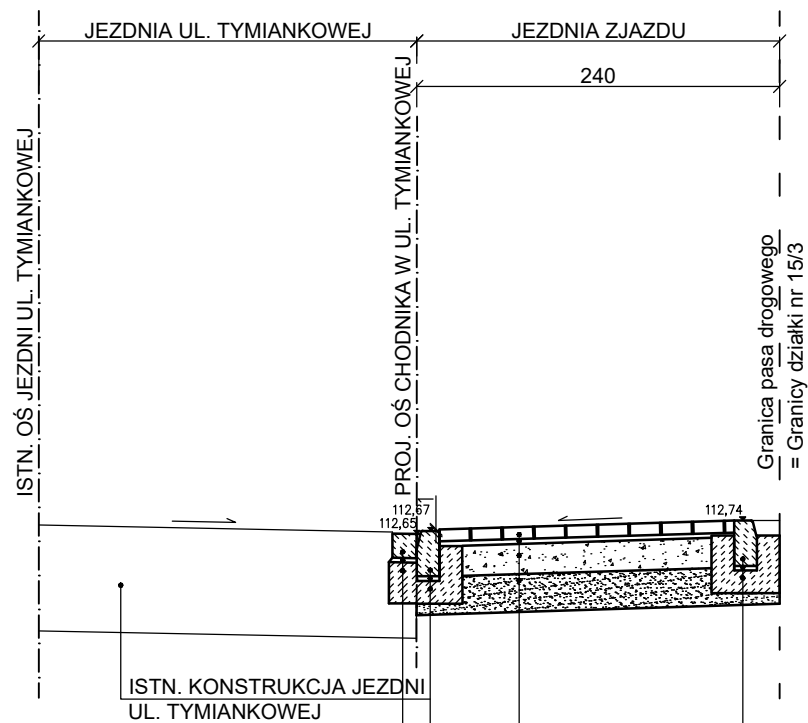 JEZDNIA UL. TYMIANKOWEJ
JEZDNIA ZJAZDU
240
ISTN. OŚ JEZDNI UL. TYMIANKOWEJ
PROJ. OŚ CHODNIKA W UL. TYMIANKOWEJ
Granica pasa drogowego
= Granicy działki nr 15/3
112,67
112,65
112,74
ISTN. KONSTRUKCJA JEZDNI
UL. TYMIANKOWEJ